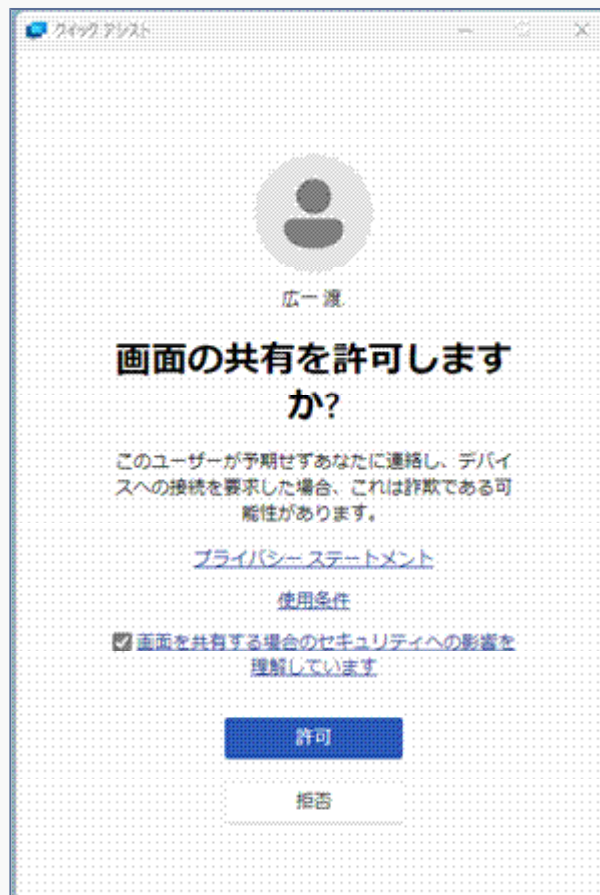 クイック アシスト
広一 渡
画面の共有を許可します
か?
このユーザーが予期せずあなたに連絡し、デバイ
スへの接続を要求した場合、これは詐欺である可
能性があります。
プライバシー ステートメント
使用条件
画面を共有する場合のセキュリティへの影響を
理解しています
許可
拒否